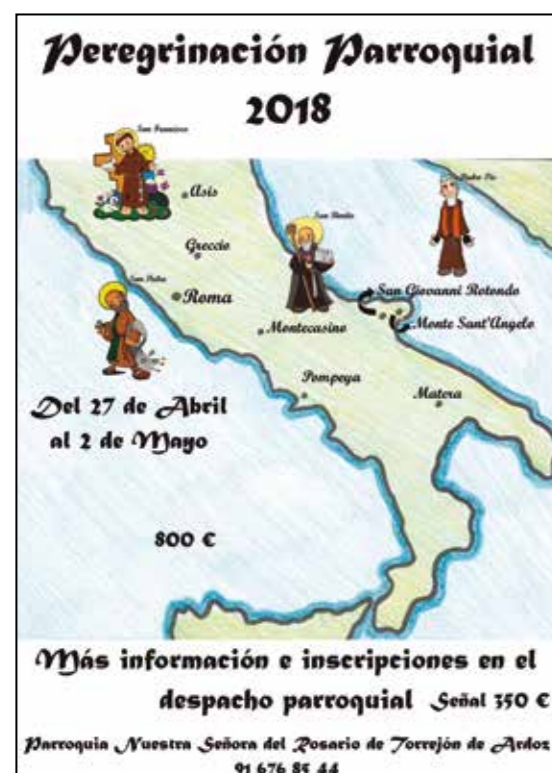 Peregrinación Parroquial
2018
San Francisco
Asís
Padre Pío
Greccio
San Benito
San Pedro
Roma
San Giovanni Rotondo
Montecasino
Monte Sant'Angelo
Pompeya
Matera
Del 27 de Abril
al 2 de Mayo
800 €
Más información e inscripciones en el
despacho parroquial Señal 350 €
Parroquia Nuestra Señora del Rosario de Torrejón de Ardoz
91 676 85 44